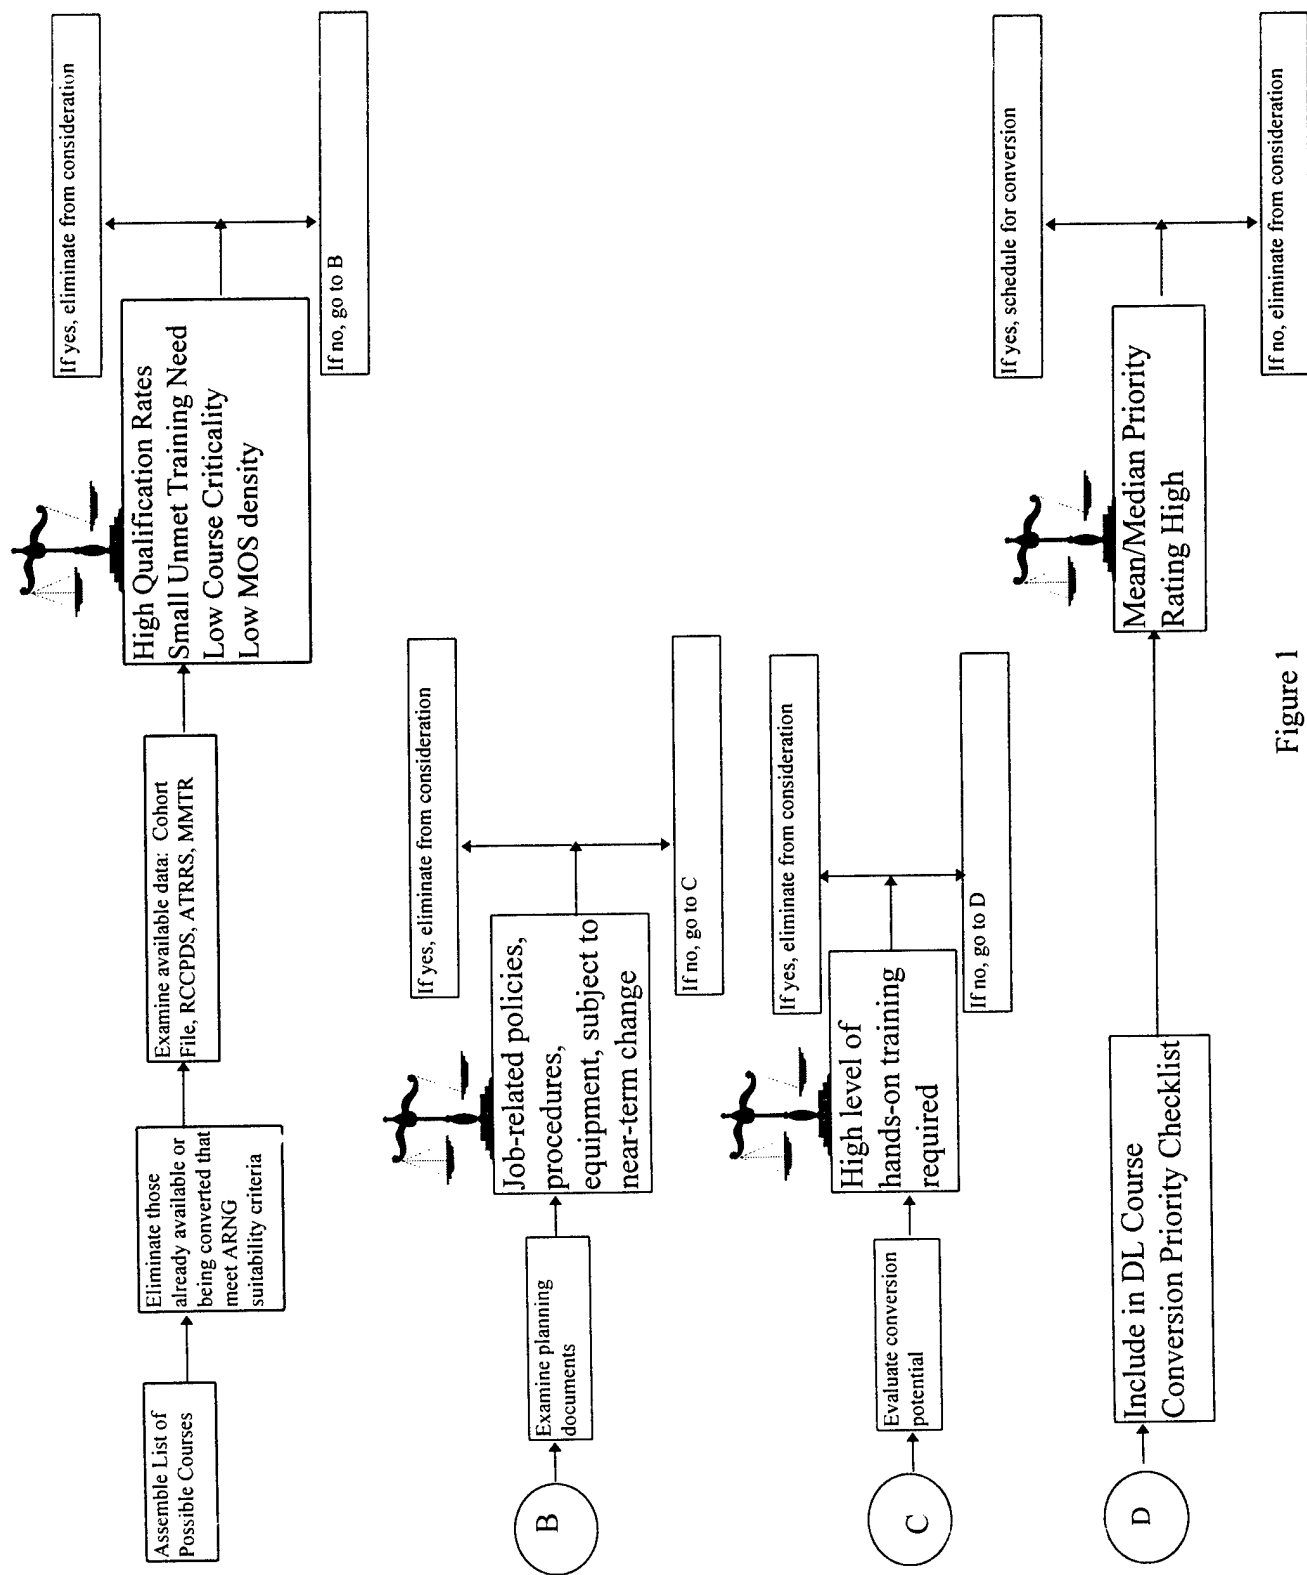 Assemble List of
Possible Courses
Eliminate those
already available or
being converted that
meet ARNG
suitability criteria
Examine available data: Cohort
File, RCCPDS, ATRRS, MMTR
High Qualification Rates
Small Unmet Training Need
Low Course Criticality
Low MOS density
If yes, eliminate from consideration
If no, go to B
B
Examine planning
documents
Job-related policies,
procedures,
equipment, subject to
near-term change
If yes, eliminate from consideration
If no, go to C
C
Evaluate conversion
potential
High level of
hands-on training
required
If yes, eliminate from consideration
If no, go to D
D
Include in DL Course
Conversion Priority Checklist
Mean/Median Priority
Rating High
If yes, schedule for conversion
If no, eliminate from consideration
Figure 1